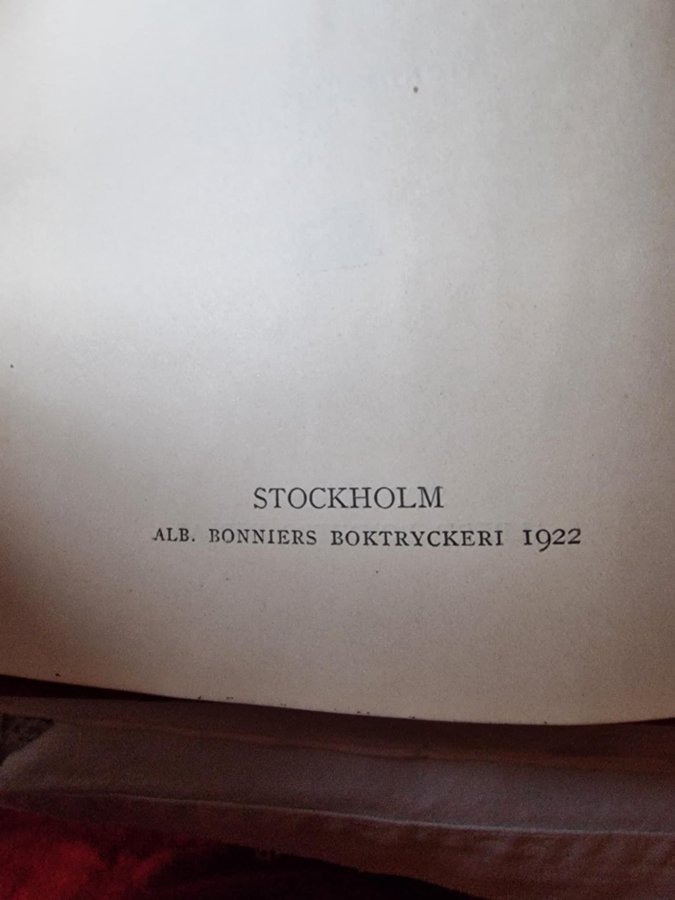 STOCKHOLM
ALB. BONNIERS BOKTRYCKERI 1922